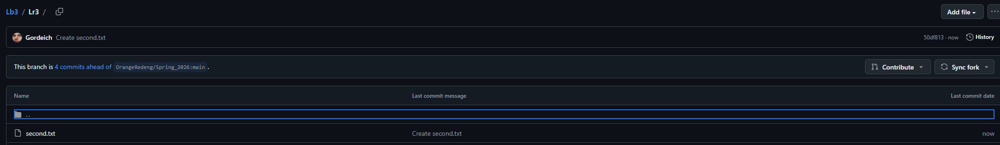 Lb3 / Lr3 /
Add file
Gordeich Create second.txt
50df813 · now
History
This branch is 4 commits ahead of OrangeRedeng/Spring_2026:main .
Contribute
Sync fork
Name
Last commit message
Last commit date
..
second.txt
Create second.txt
now